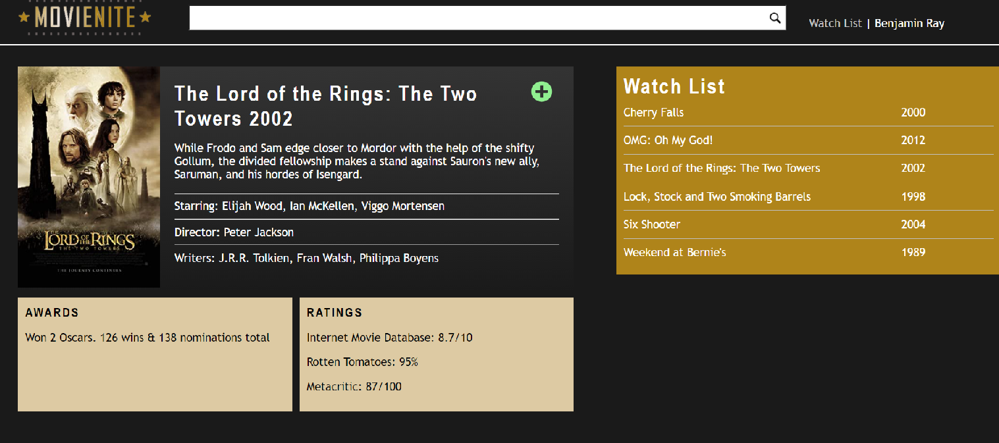 MOVIENITE
Watch List | Benjamin Ray
The Lord of the Rings: The Two
Towers 2002
While Frodo and Sam edge closer to Mordor with the help of the shifty
Gollum, the divided fellowship makes a stand against Sauron's new ally,
Saruman, and his hordes of Isengard.
Starring: Elijah Wood, Ian McKellen, Viggo Mortensen
Director: Peter Jackson
Writers: J.R.R. Tolkien, Fran Walsh, Philippa Boyens
THE
LORD OF THE RINGS
THE TWO TOWERS
THE JOURNEY CONTINUES
AWARDS
Won 2 Oscars. 126 wins & 138 nominations total
RATINGS
Internet Movie Database: 8.7/10
Rotten Tomatoes: 95%
Metacritic: 87/100
Watch List
Cherry Falls 2000
OMG: Oh My God! 2012
The Lord of the Rings: The Two Towers 2002
Lock, Stock and Two Smoking Barrels 1998
Six Shooter 2004
Weekend at Bernie's 1989